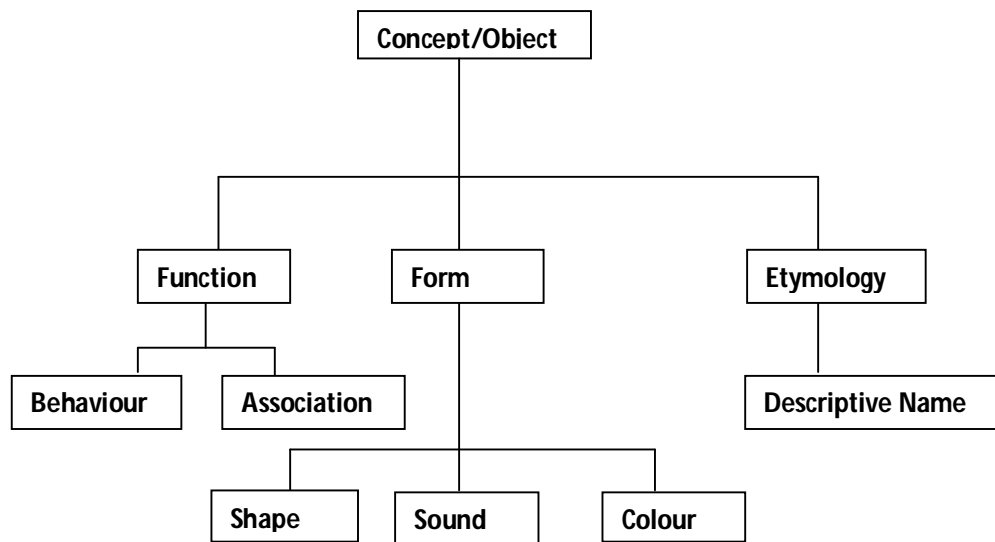 Concept/Object
Function
Form
Etymology
Behaviour
Association
Descriptive Name
Shape
Sound
Colour